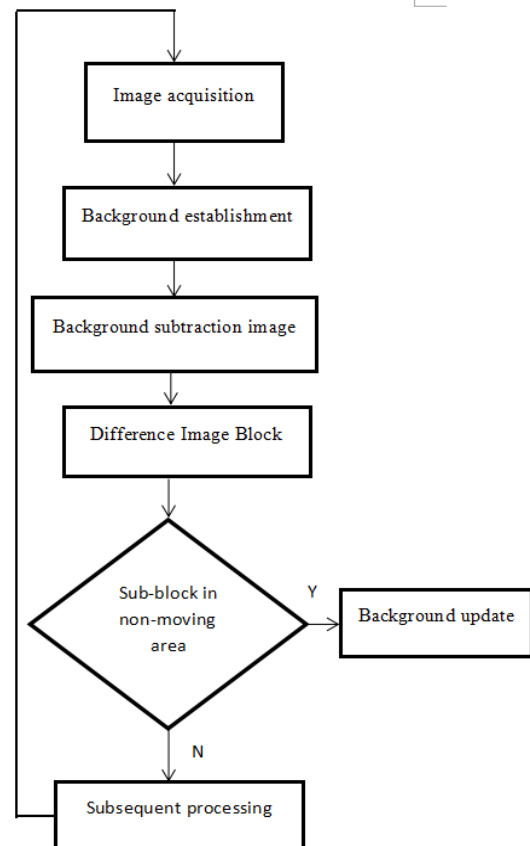 Image acquisition
Background establishment
Background subtraction image
Difference Image Block
Sub-block in
non-moving
area
Y
Background update
N
Subsequent processing